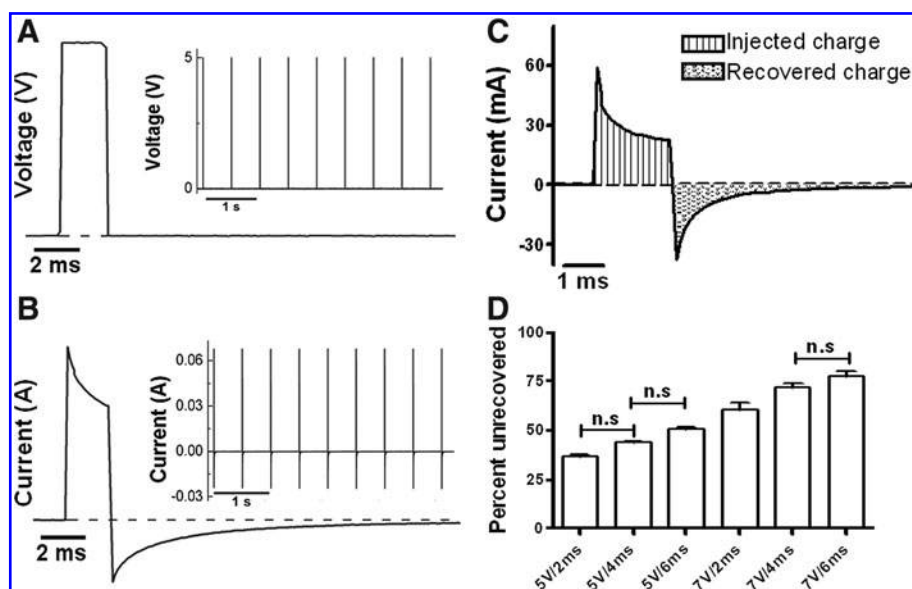 A
Voltage (V)
2 ms
Voltage (V)
5
0
1 s
B
Current (A)
2 ms
Current (A)
0.06
0.03
0.00
-0.03
1 s
C
Injected charge
Recovered charge
Current (mA)
60
30
0
-30
1 ms
D
Percent unrecovered
100
75
50
25
0
n.s
n.s
n.s
5V/2ms
5V/4ms
5V/6ms
7V/2ms
7V/4ms
7V/6ms